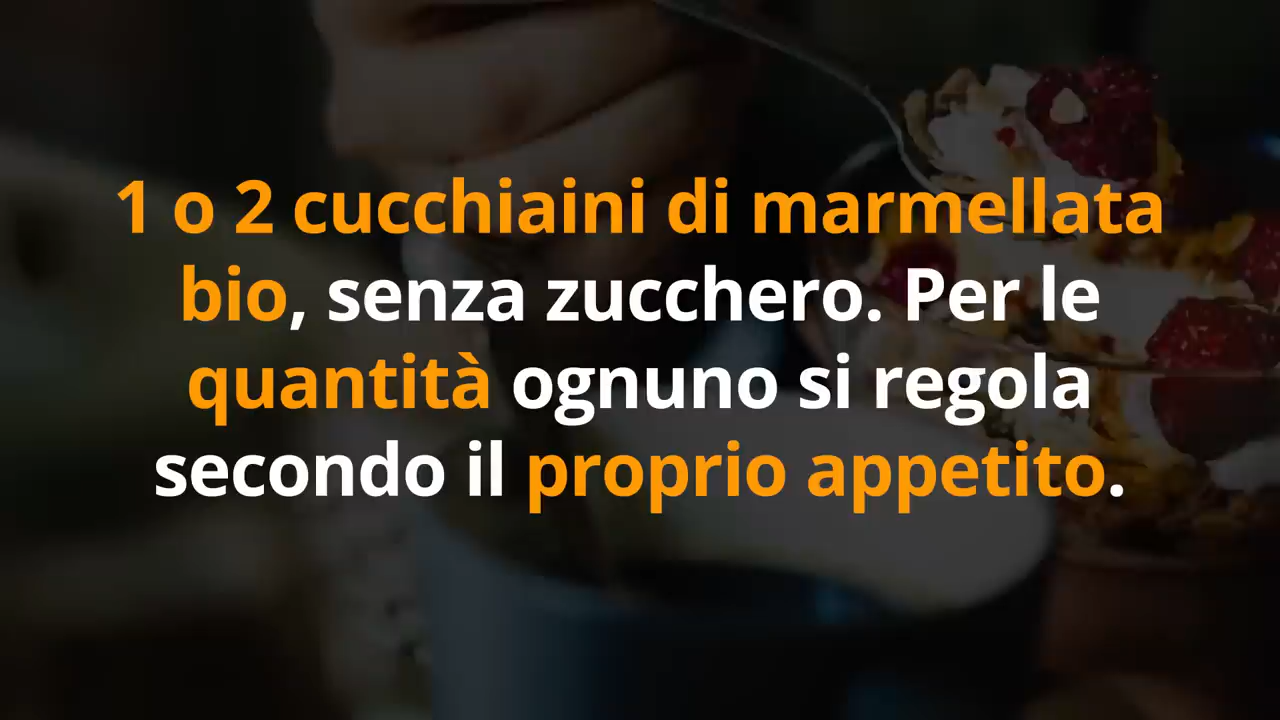 1 o 2 cucchiaini di marmellata
bio, senza zucchero. Per le
quantità ognuno si regola
secondo il proprio appetito.